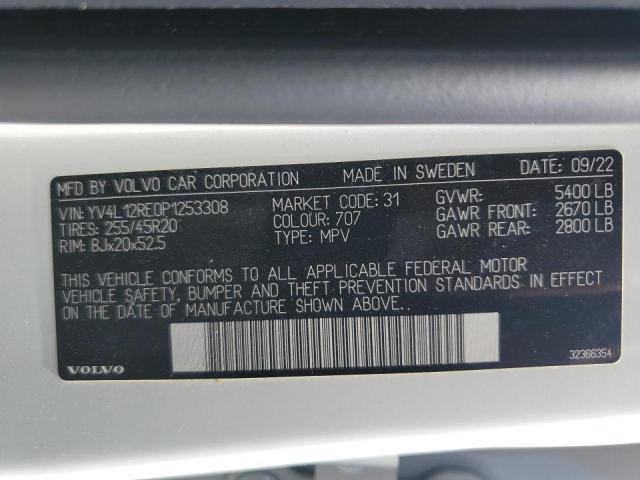 MFD BY VOLVO CAR CORPORATION MADE IN SWEDEN DATE: 09/22
VIN: YV4L12RE0P1253308 MARKET CODE: 31 GVWR: 5400 LB
TIRES: 255/45R20 COLOUR: 707 GAWR FRONT: 2670 LB
RIM: 8Jx20x52.5 TYPE: MPV GAWR REAR: 2800 LB
THIS VEHICLE CONFORMS TO ALL APPLICABLE FEDERAL MOTOR
VEHICLE SAFETY, BUMPER AND THEFT PREVENTION STANDARDS IN EFFECT
ON THE DATE OF MANUFACTURE SHOWN ABOVE..
VOLVO 32366354